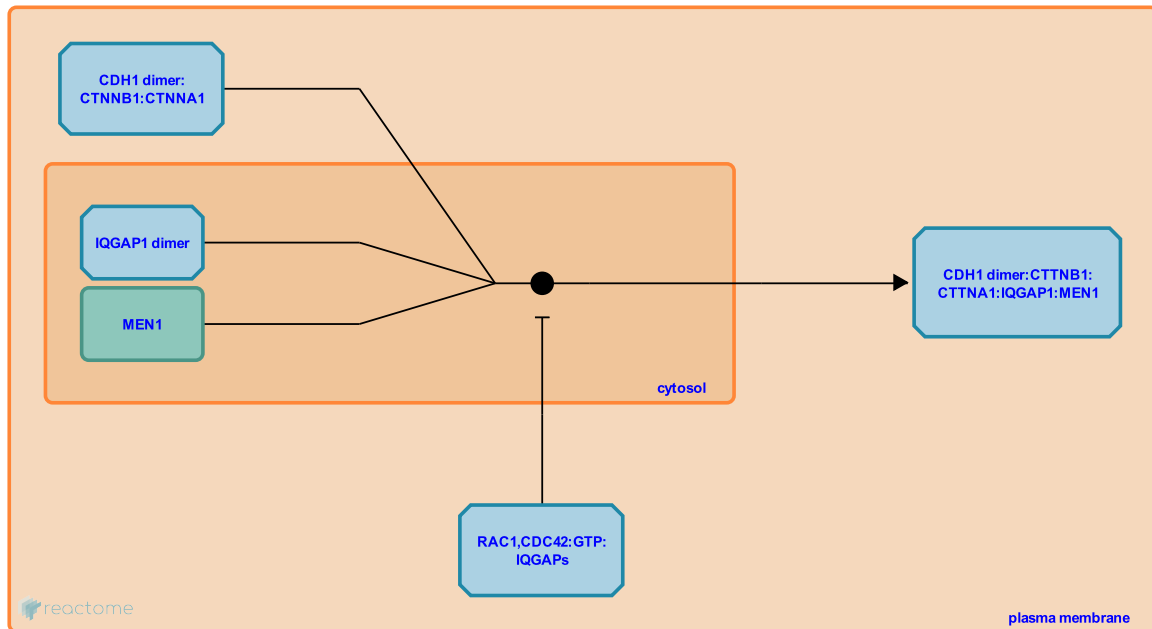 CDH1 dimer:
CTNNB1:CTNNA1
IQGAP1 dimer
MEN1
CDH1 dimer:CTTNB1:
CTTNA1:IQGAP1:MEN1
cytosol
RAC1,CDC42:GTP:
IQGAPs
reactome
plasma membrane